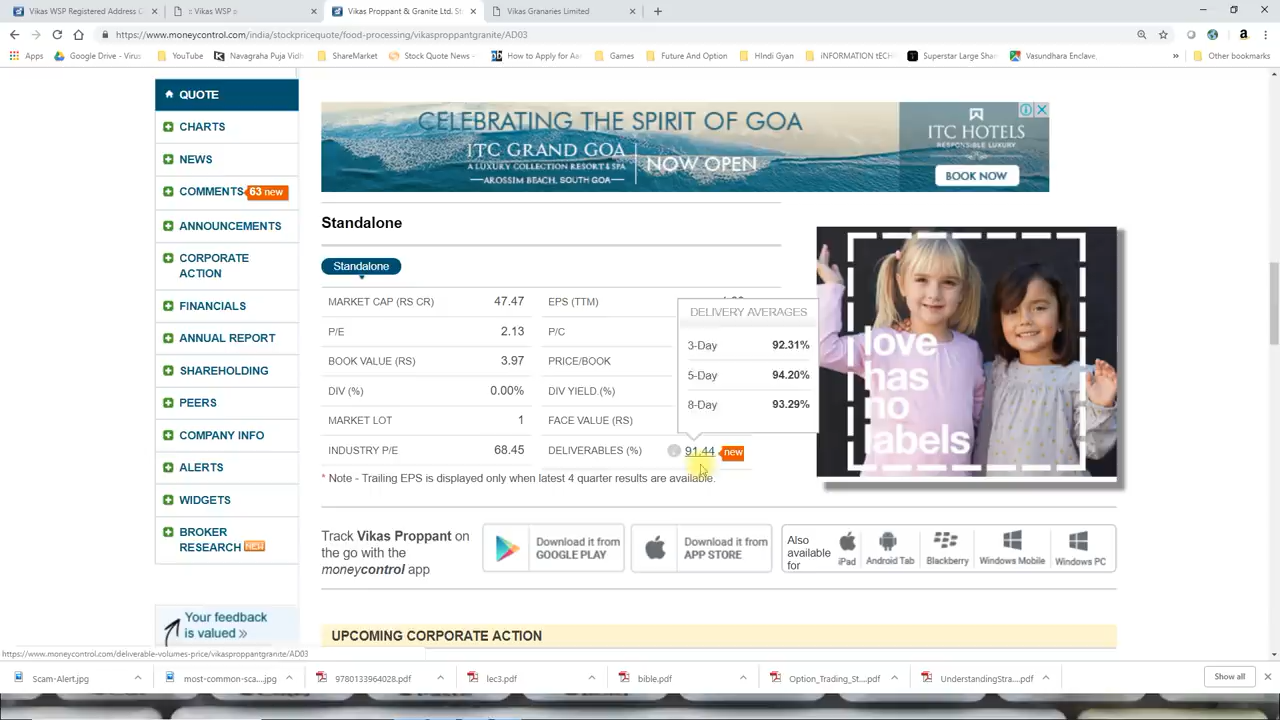 Vikas WSP Registered Address
:: Vikas WSP ::
Vikas Proppant & Granite Ltd. St
Vikas Granaries Limited
https://www.moneycontrol.com/india/stockpricequote/food-processing/vikasproppantgranite/AD03
Apps
Google Drive - Virus
YouTube
Navagraha Puja Vidh
ShareMarket
Stock Quote News -
How to Apply for Aa
Games
Future And Option
HIndi Gyan
iNFORMATION tECH
Superstar Large Shar
Vasundhara Enclave,
»
Other bookmarks
QUOTE
CHARTS
NEWS
COMMENTS 63 new
ANNOUNCEMENTS
CORPORATE
ACTION
FINANCIALS
ANNUAL REPORT
SHAREHOLDING
PEERS
COMPANY INFO
ALERTS
WIDGETS
BROKER
RESEARCH NEW
Your feedback
is valued »
CELEBRATING THE SPIRIT OF GOA
ITC GRAND GOA
A LUXURY COLLECTION RESORT & SPA
AROSSIM BEACH, SOUTH GOA
NOW OPEN
ITC HOTELS
RESPONSIBLE LUXURY
BOOK NOW
Standalone
Standalone
MARKET CAP (RS CR) 47.47 EPS (TTM)
P/E 2.13 P/C
BOOK VALUE (RS) 3.97 PRICE/BOOK
DIV (%) 0.00% DIV YIELD.(%)
MARKET LOT 1 FACE VALUE (RS)
INDUSTRY P/E 68.45 DELIVERABLES (%) 91.44 new
DELIVERY AVERAGES
3-Day 92.31%
5-Day 94.20%
8-Day 93.29%
* Note - Trailing EPS is displayed only when latest 4 quarter results are available.
love
has
no
labels
Track Vikas Proppant on
the go with the
moneycontrol app
Download it from
GOOGLE PLAY
Download it from
APP STORE
Also
available
for
iPad
Android Tab
Blackberry
Windows Mobile
Windows PC
UPCOMING CORPORATE ACTION
https://www.moneycontrol.com/deliverable-volumes-price/vikasproppantgranite/AD03
Scam-Alert.jpg
most-common-sca....jpg
9780133964028.pdf
lec3.pdf
bible.pdf
Option_Trading_St....pdf
UnderstandingStra....pdf
Show all